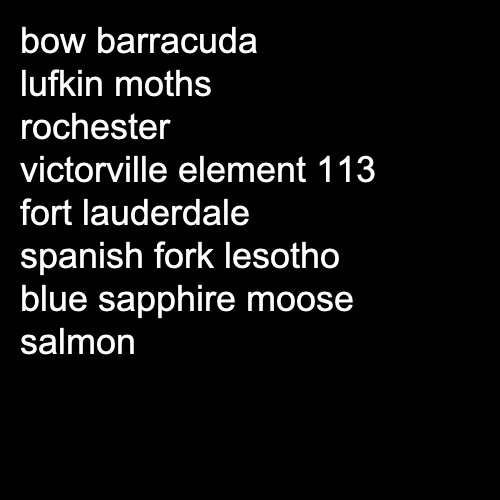 bow barracuda
lufkin moths
rochester
victorville element 113
fort lauderdale
spanish fork lesotho
blue sapphire moose
salmon